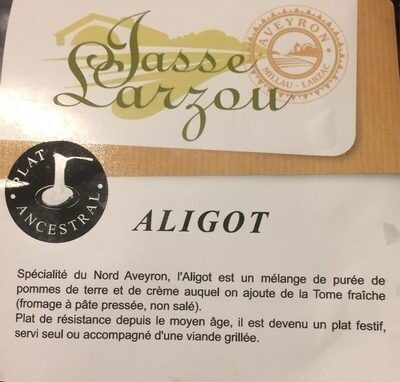 Jasse
Larzou
AVEYRON
MILLAU - LARZAC
PLAT
ANCESTRAL
ALIGOT
Spécialité du Nord Aveyron, l'Aligot est un mélange de purée de
pommes de terre et de crème auquel on ajoute de la Tome fraîche
(fromage à pâte pressée, non salé).
Plat de résistance depuis le moyen âge, il est devenu un plat festif,
servi seul ou accompagné d'une viande grillée.